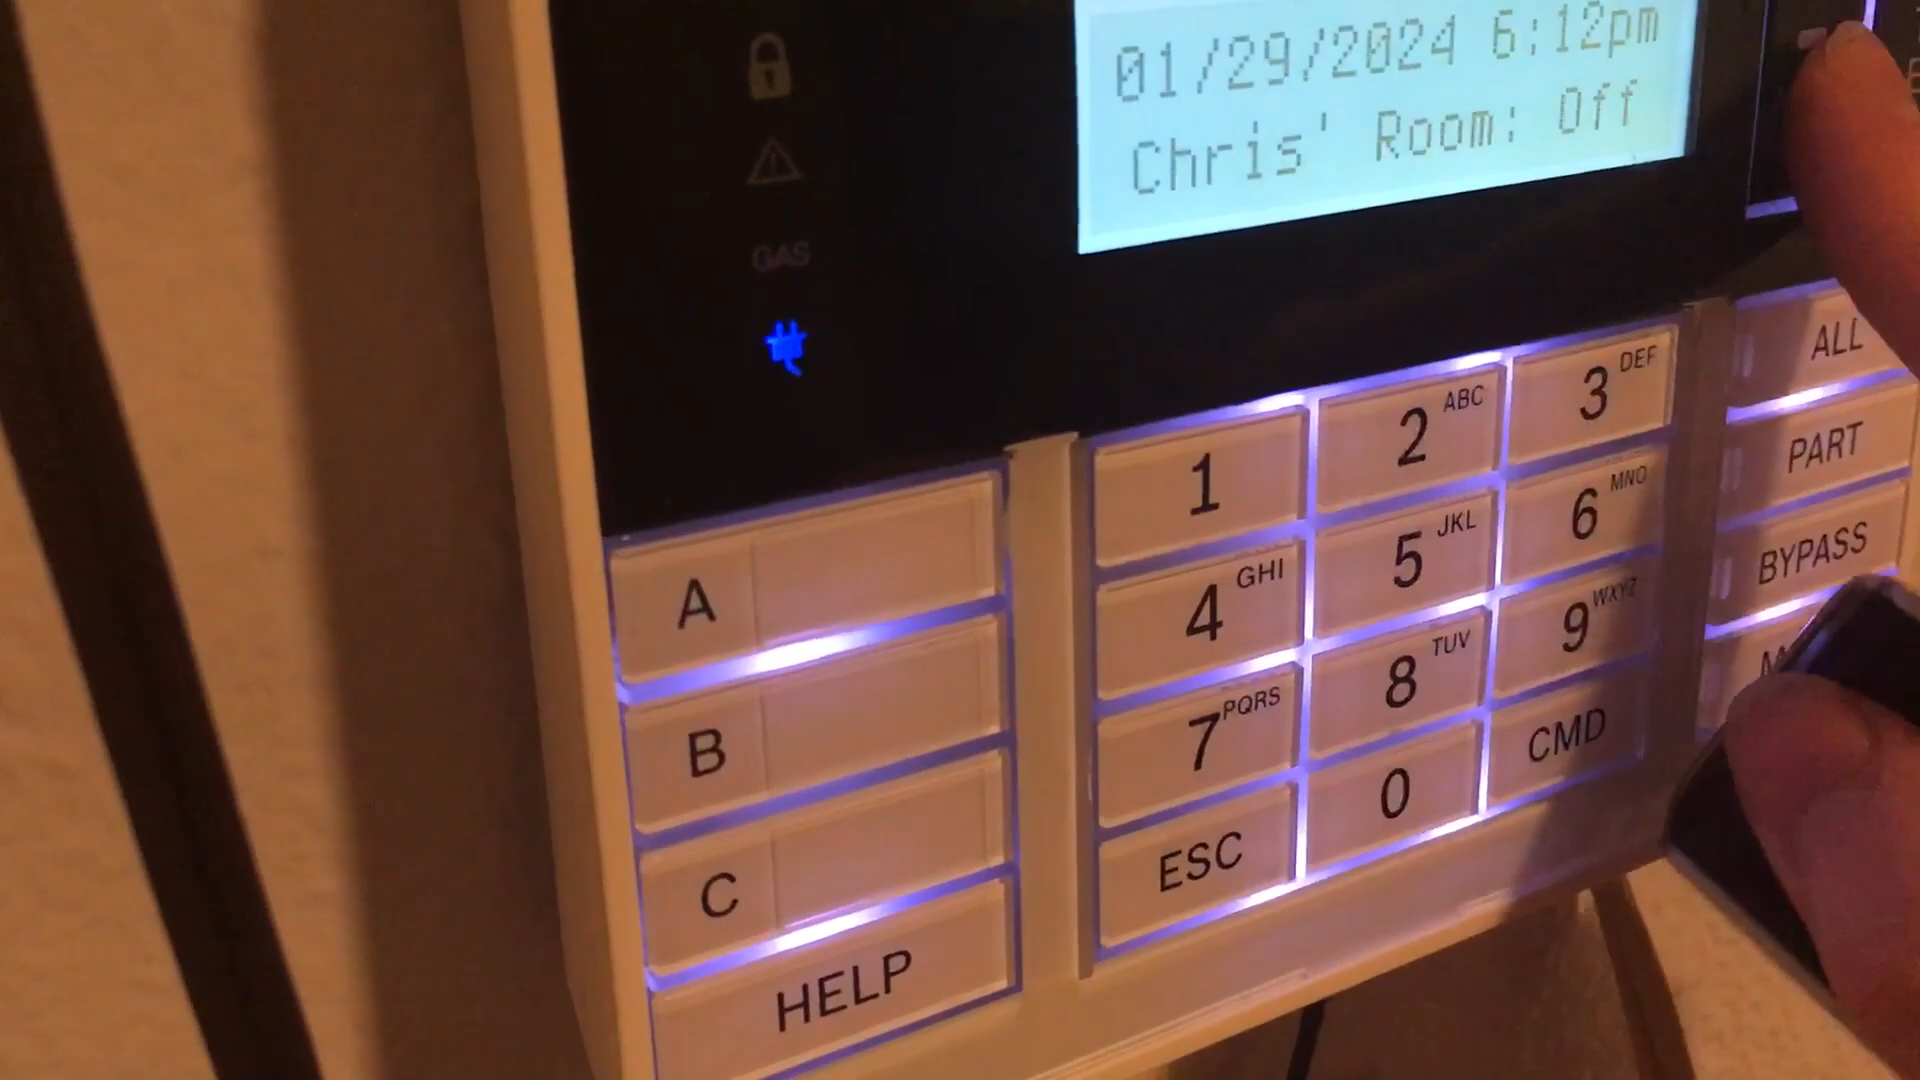 01/29/2024 6:12pm
Chris' Room: Off
GAS
1
2 ABC
3 DEF
ALL
4 GHI
5 JKL
6 MNO
PART
7 PQRS
8 TUV
9 WXYZ
BYPASS
ESC
0
CMD
A
B
C
HELP